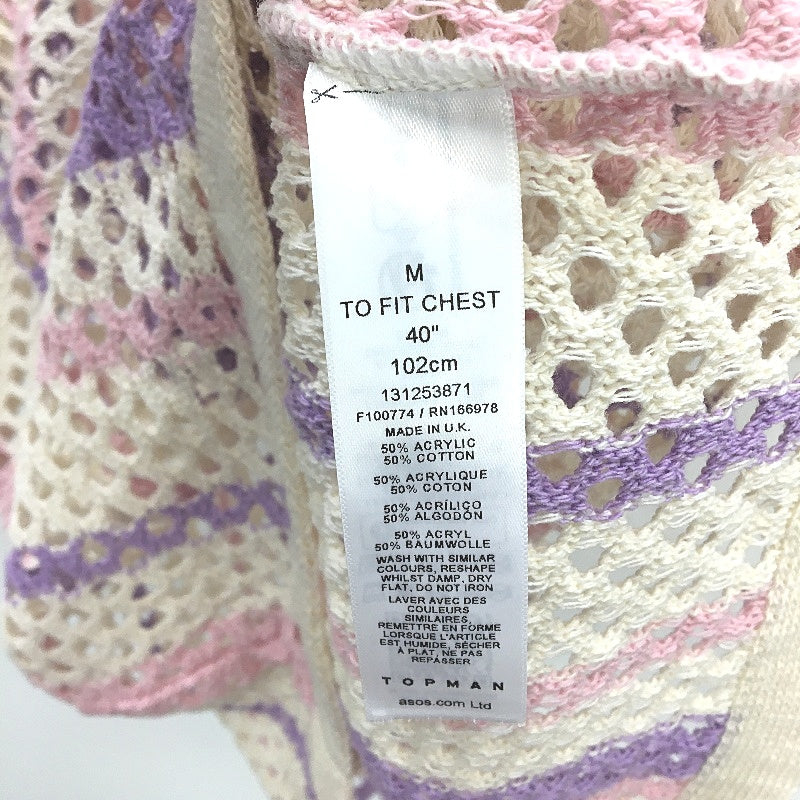 M
TO FIT CHEST
40"
102cm
131253871
F100774 / RN166978
MADE IN U.K.
50% ACRYLIC
50% COTTON
50% ACRYLIQUE
50% COTON
50% ACRÍLICO
50% ALGODÓN
50% ACRYL
50% BAUMWOLLE
WASH WITH SIMILAR
COLOURS, RESHAPE
WHILST DAMP, DRY
FLAT, DO NOT IRON
LAVER AVEC DES
COULEURS
SIMILAIRES,
REMETTRE EN FORME
LORSQUE L'ARTICLE
EST HUMIDE, SÉCHER
À PLAT, NE PAS
REPASSER
TOPMAN
asos.com Ltd